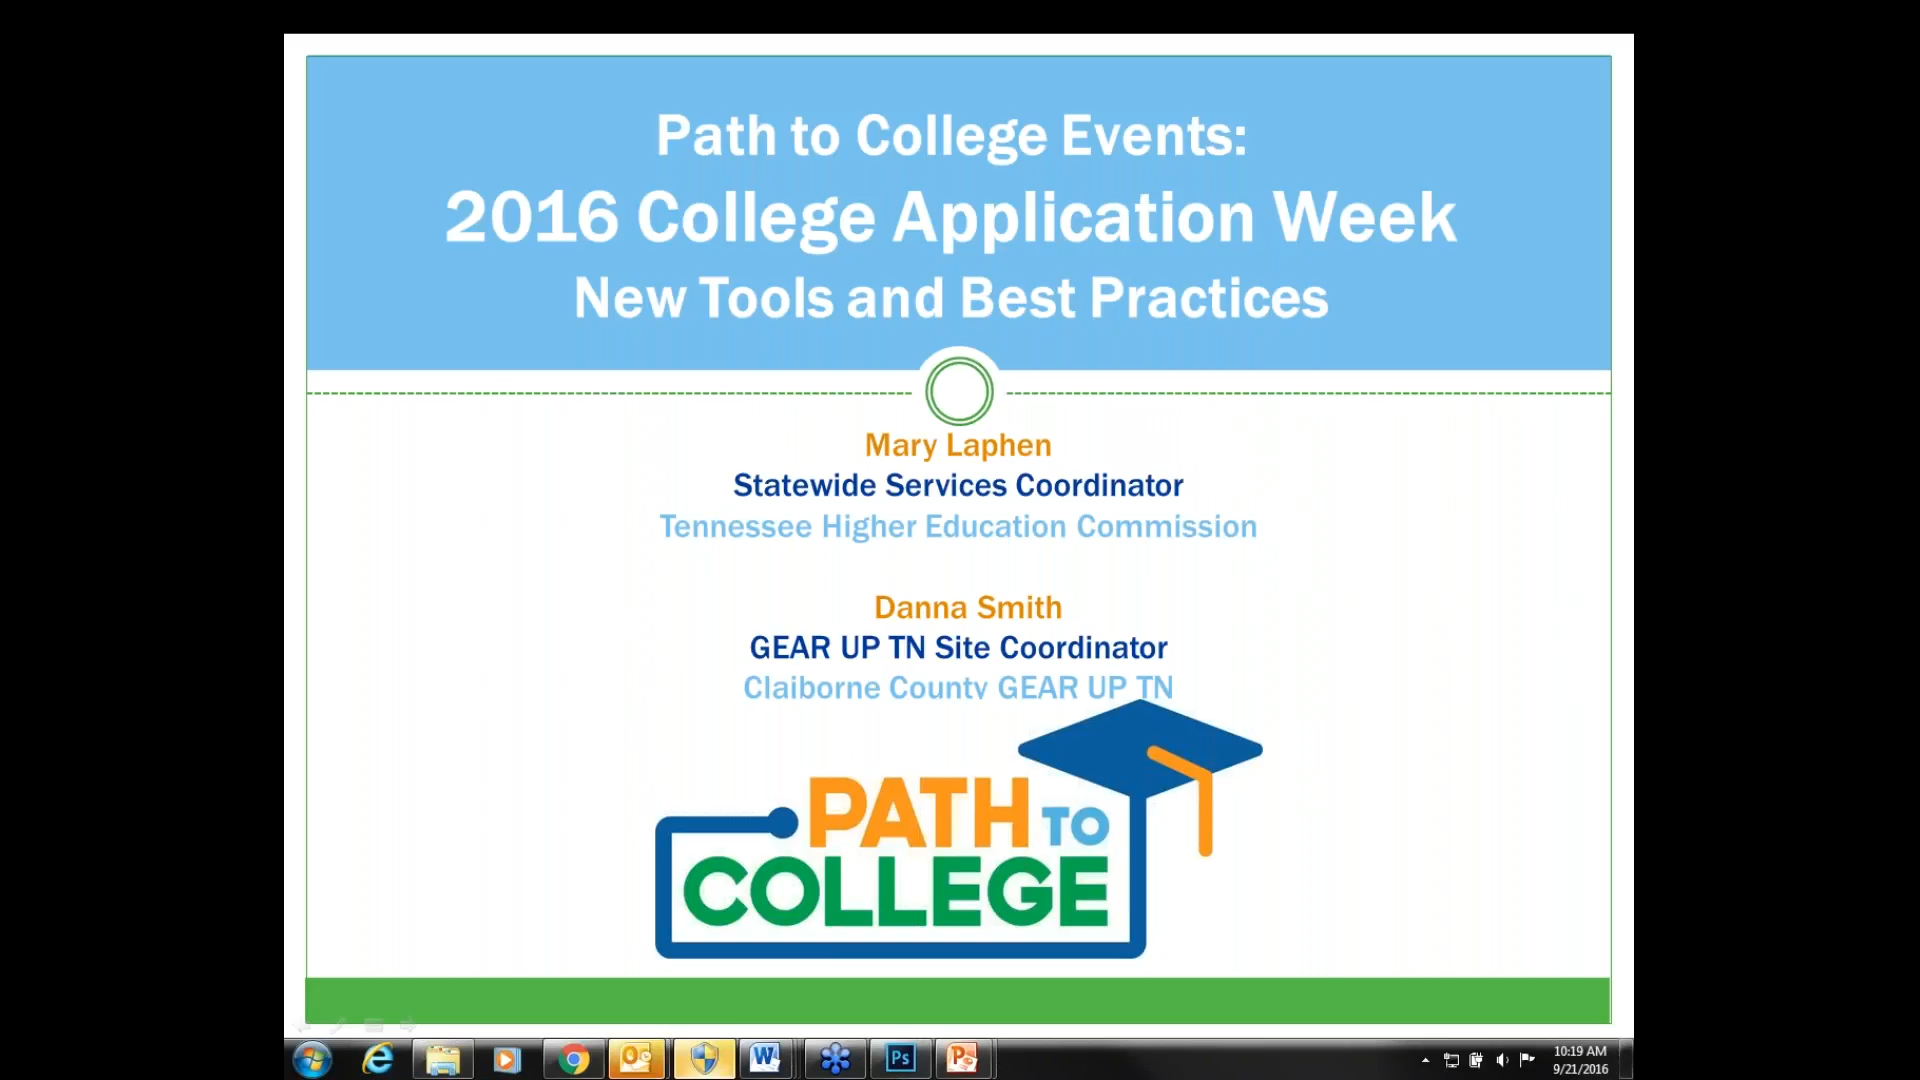 Path to College Events:
2016 College Application Week
New Tools and Best Practices
Mary Laphen
Statewide Services Coordinator
Tennessee Higher Education Commission
Danna Smith
GEAR UP TN Site Coordinator
Claiborne County GEAR UP TN
PATH TO
COLLEGE
Ps
10:19 AM
9/21/2016